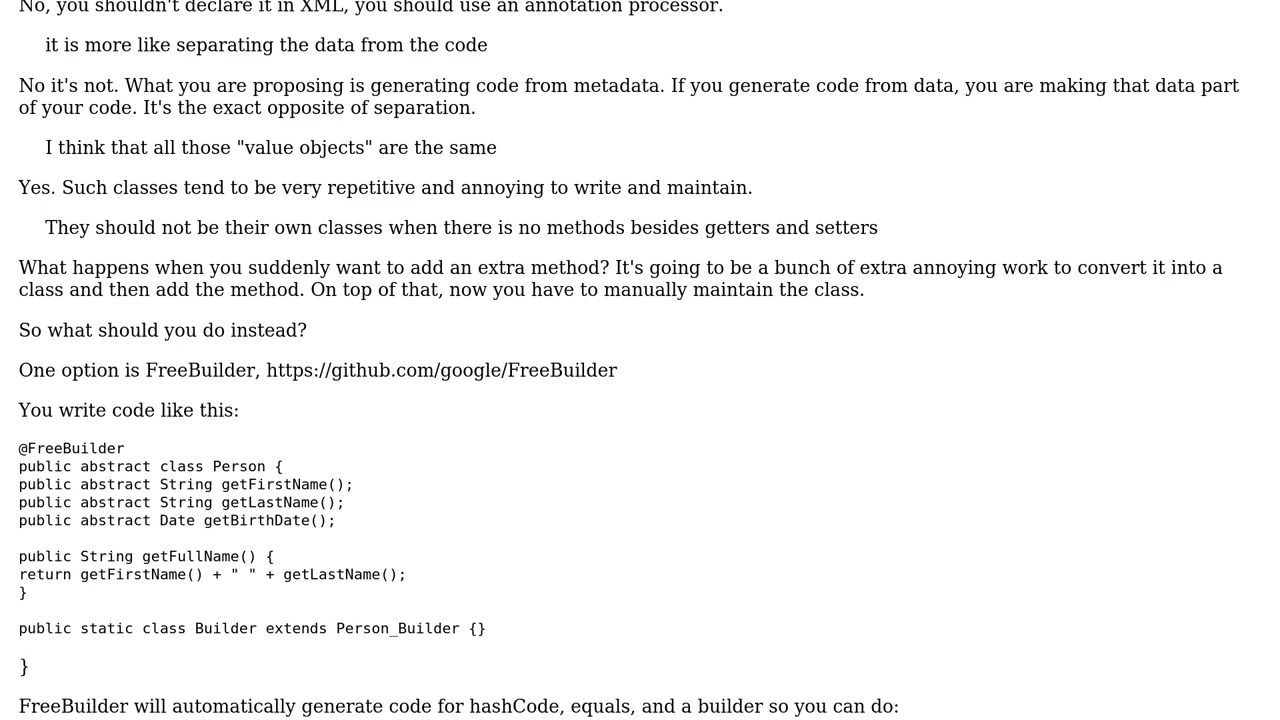 No, you shouldn't declare it in XML, you should use an annotation processor.
it is more like separating the data from the code
No it's not. What you are proposing is generating code from metadata. If you generate code from data, you are making that data part
of your code. It's the exact opposite of separation.
I think that all those "value objects" are the same
Yes. Such classes tend to be very repetitive and annoying to write and maintain.
They should not be their own classes when there is no methods besides getters and setters
What happens when you suddenly want to add an extra method? It's going to be a bunch of extra annoying work to convert it into a
class and then add the method. On top of that, now you have to manually maintain the class.
So what should you do instead?
One option is FreeBuilder, https://github.com/google/FreeBuilder
You write code like this:
@FreeBuilder
public abstract class Person {
public abstract String getFirstName();
public abstract String getLastName();
public abstract Date getBirthDate();
public String getFullName() {
return getFirstName() + " " + getLastName();
}
public static class Builder extends Person_Builder {}
}
FreeBuilder will automatically generate code for hashCode, equals, and a builder so you can do: